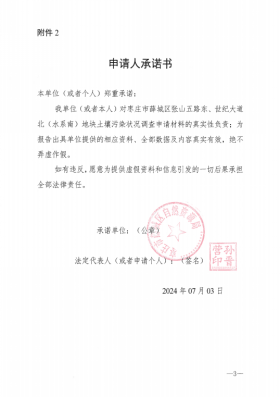 附件 2
申请人承诺书
本单位（或者个人）郑重承诺：
我单位（或者本人）对枣庄市薛城区张山五路东、世纪大道
北（水系南）地块土壤污染状况调查申请材料的真实性负责；为
报告出具单位提供的相应资料、全部数据及内容真实有效，绝不
弄虚作假。
如有违反，愿意为提供虚假资料和信息引发的一切后果承担
全部法律责任。
承诺单位：（公章）
法定代表人（或者申请个人）：（签名）
2024 年 07 月 03 日
—3—